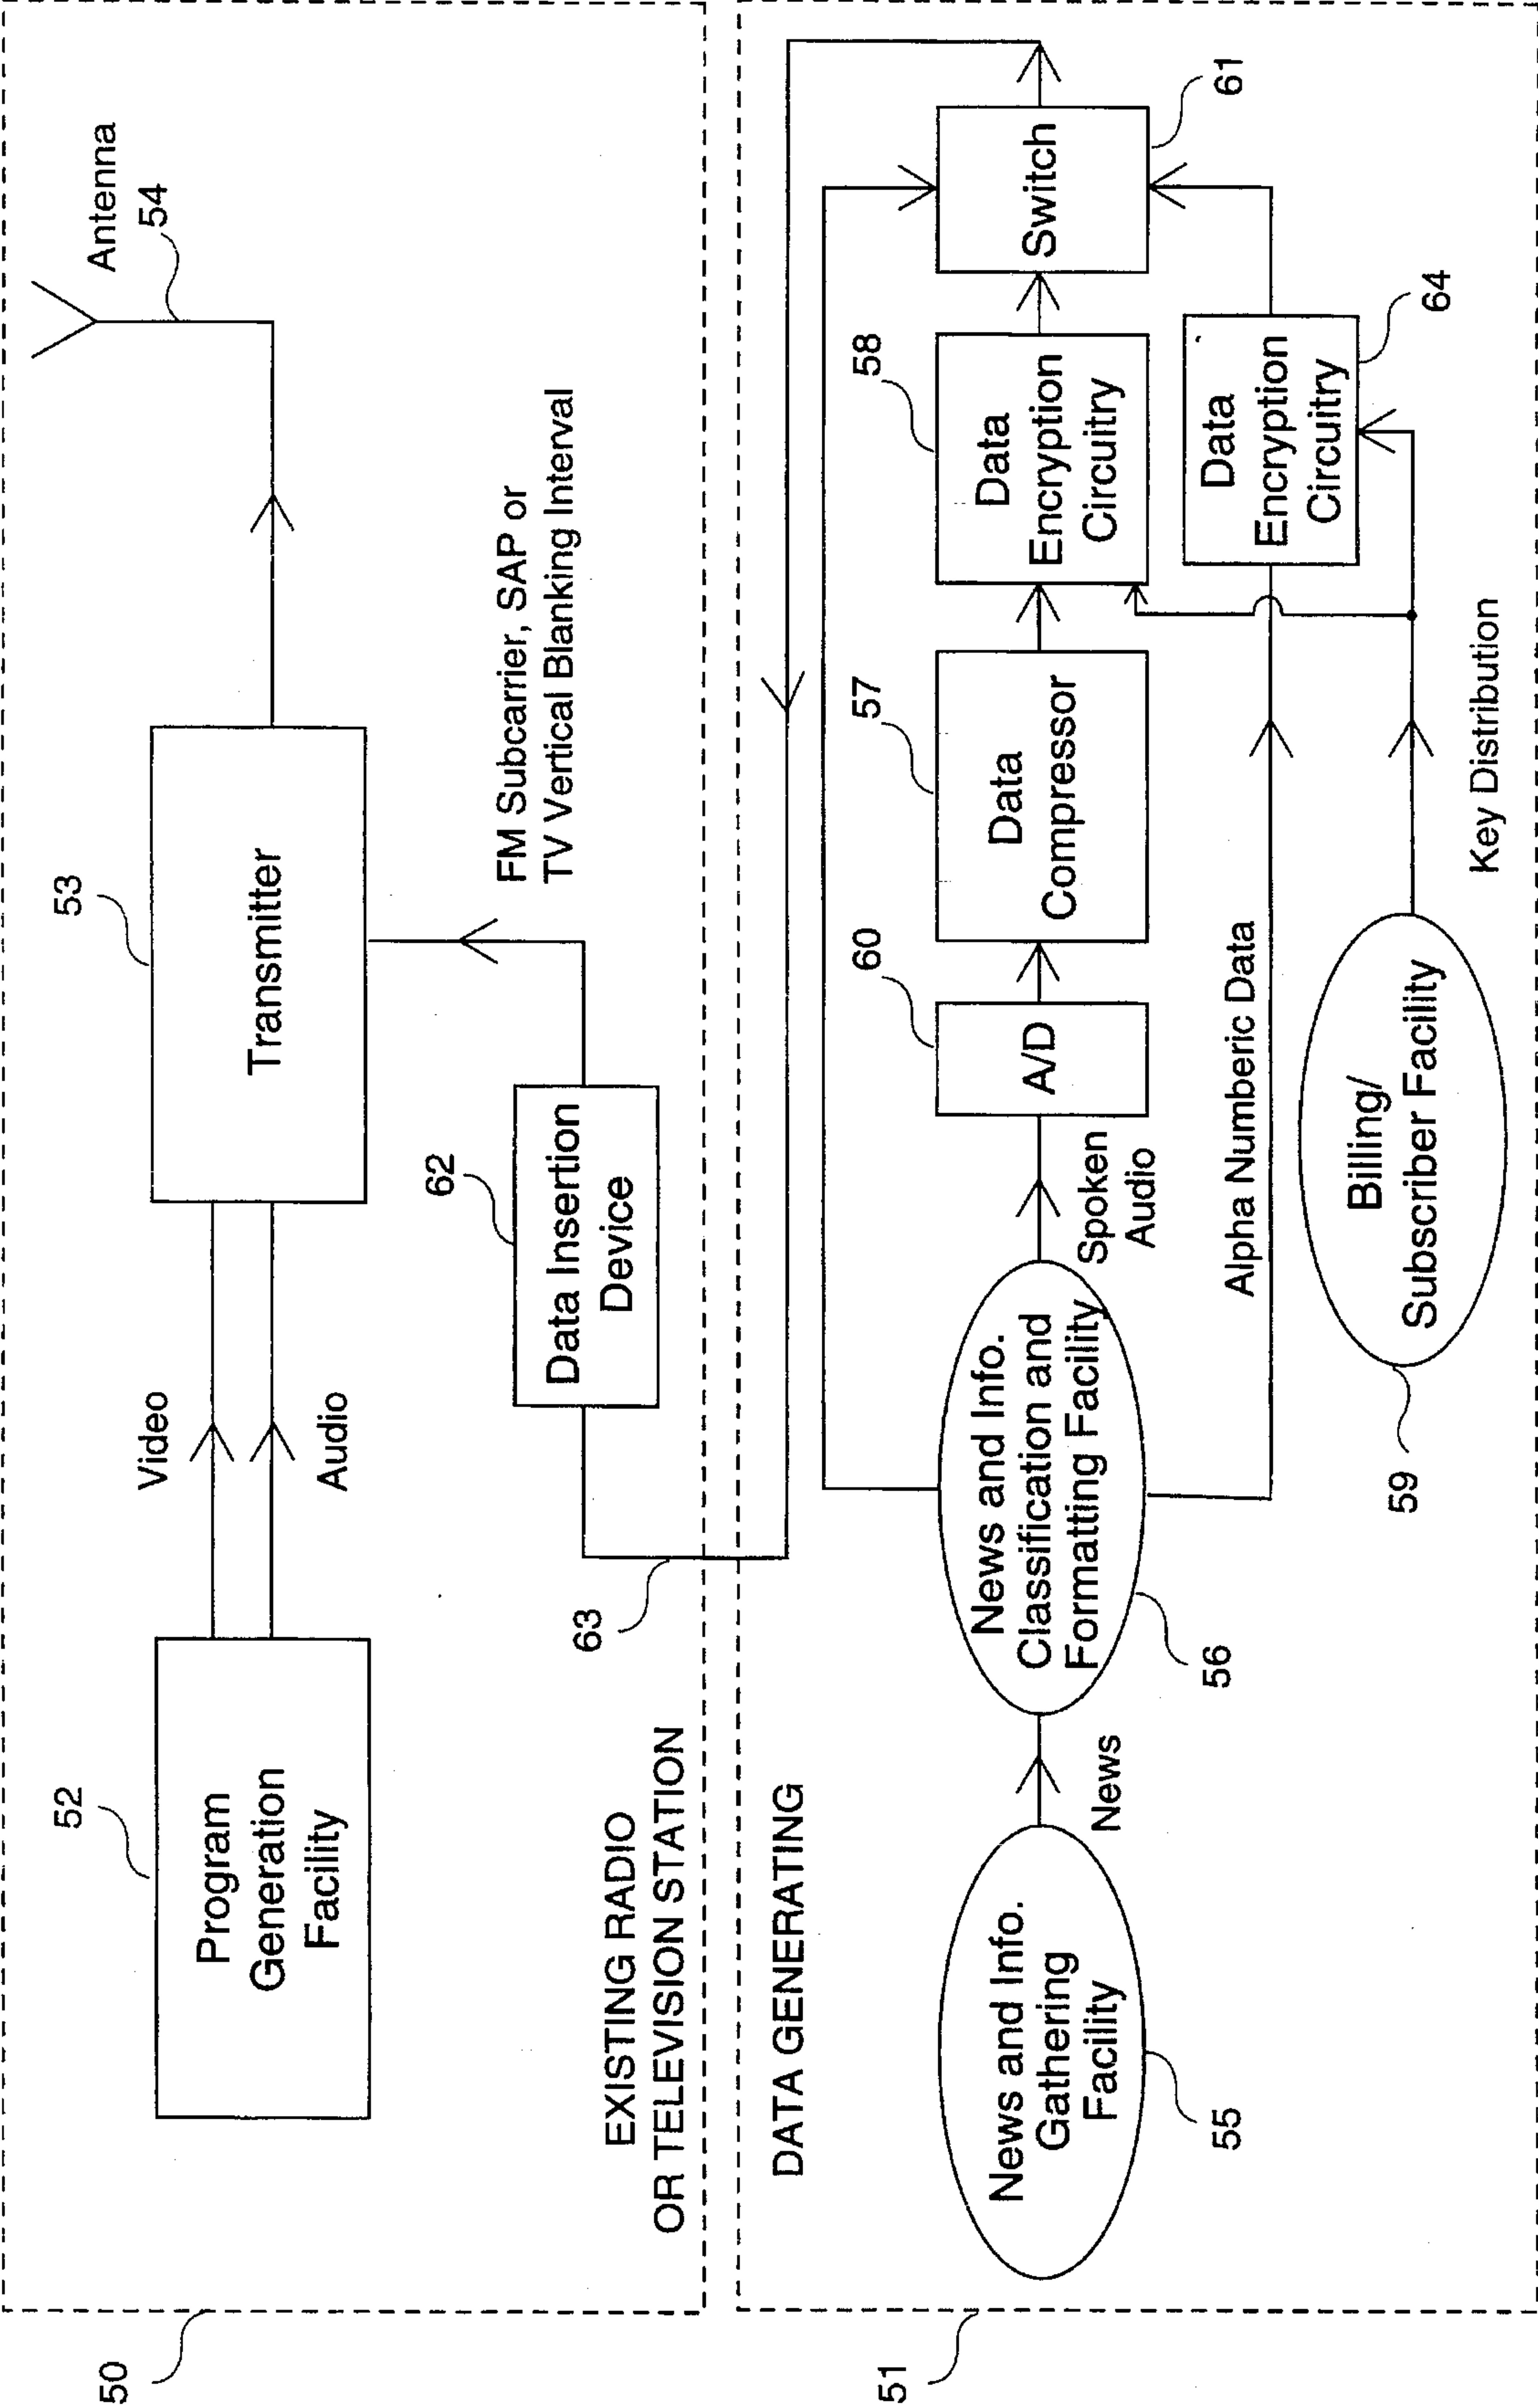 50
52
Program
Generation
Facility
Video
Audio
53
Transmitter
Antenna
54
FM Subcarrier, SAP or
TV Vertical Blanking Interval
62
Data Insertion
Device
63
EXISTING RADIO
OR TELEVISION STATION
51
DATA GENERATING
News and Info.
Gathering
Facility
55
News
News and Info.
Classification and
Formatting Facility
56
Spoken
Audio
60
A/D
57
Data
Compressor
58
Data
Encryption
Circuitry
Switch
61
Alpha Numberic Data
Data
Encryption
Circuitry
64
Billing/
Subscriber Facility
59
Key Distribution